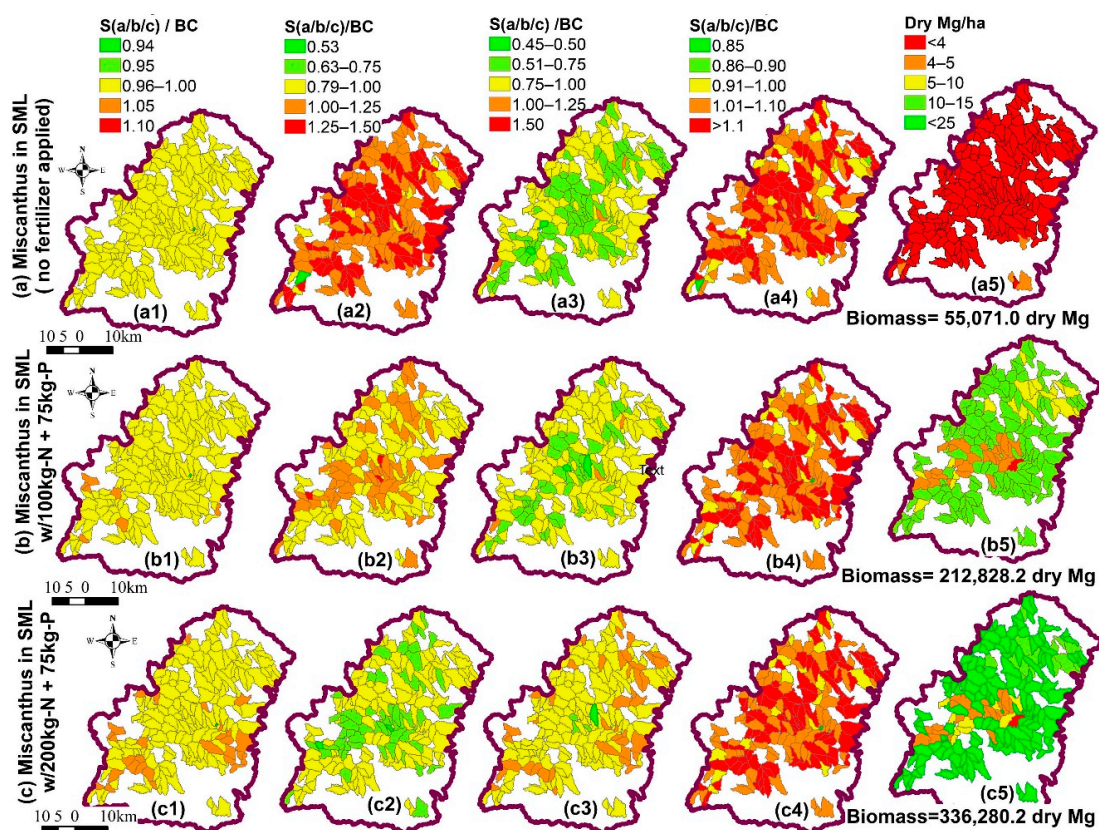 S(a/b/c) / BC
0.94
0.95
0.96–1.00
1.05
1.10
S(a/b/c)/BC
0.53
0.63–0.75
0.79–1.00
1.00–1.25
1.25–1.50
S(a/b/c) /BC
0.45–0.50
0.51–0.75
0.75–1.00
1.00–1.25
1.50
S(a/b/c)/BC
0.85
0.86–0.90
0.91–1.00
1.01–1.10
>1.1
Dry Mg/ha
<4
4–5
5–10
10–15
<25
(a) Miscanthus in SML
( no fertilizer applied)
N
W E
S
(a1)
(a2)
(a3)
(a4)
(a5)
Biomass= 55,071.0 dry Mg
10 5 0 10km
(b) Miscanthus in SML
w/100kg-N + 75kg-P
N
W E
S
Text
(b1)
(b2)
(b3)
(b4)
(b5)
Biomass= 212,828.2 dry Mg
10 5 0 10km
(c) Miscanthus in SML
w/200kg-N + 75kg-P
N
W E
S
(c1)
(c2)
(c3)
(c4)
(c5)
Biomass=336,280.2 dry Mg
10 5 0 10km